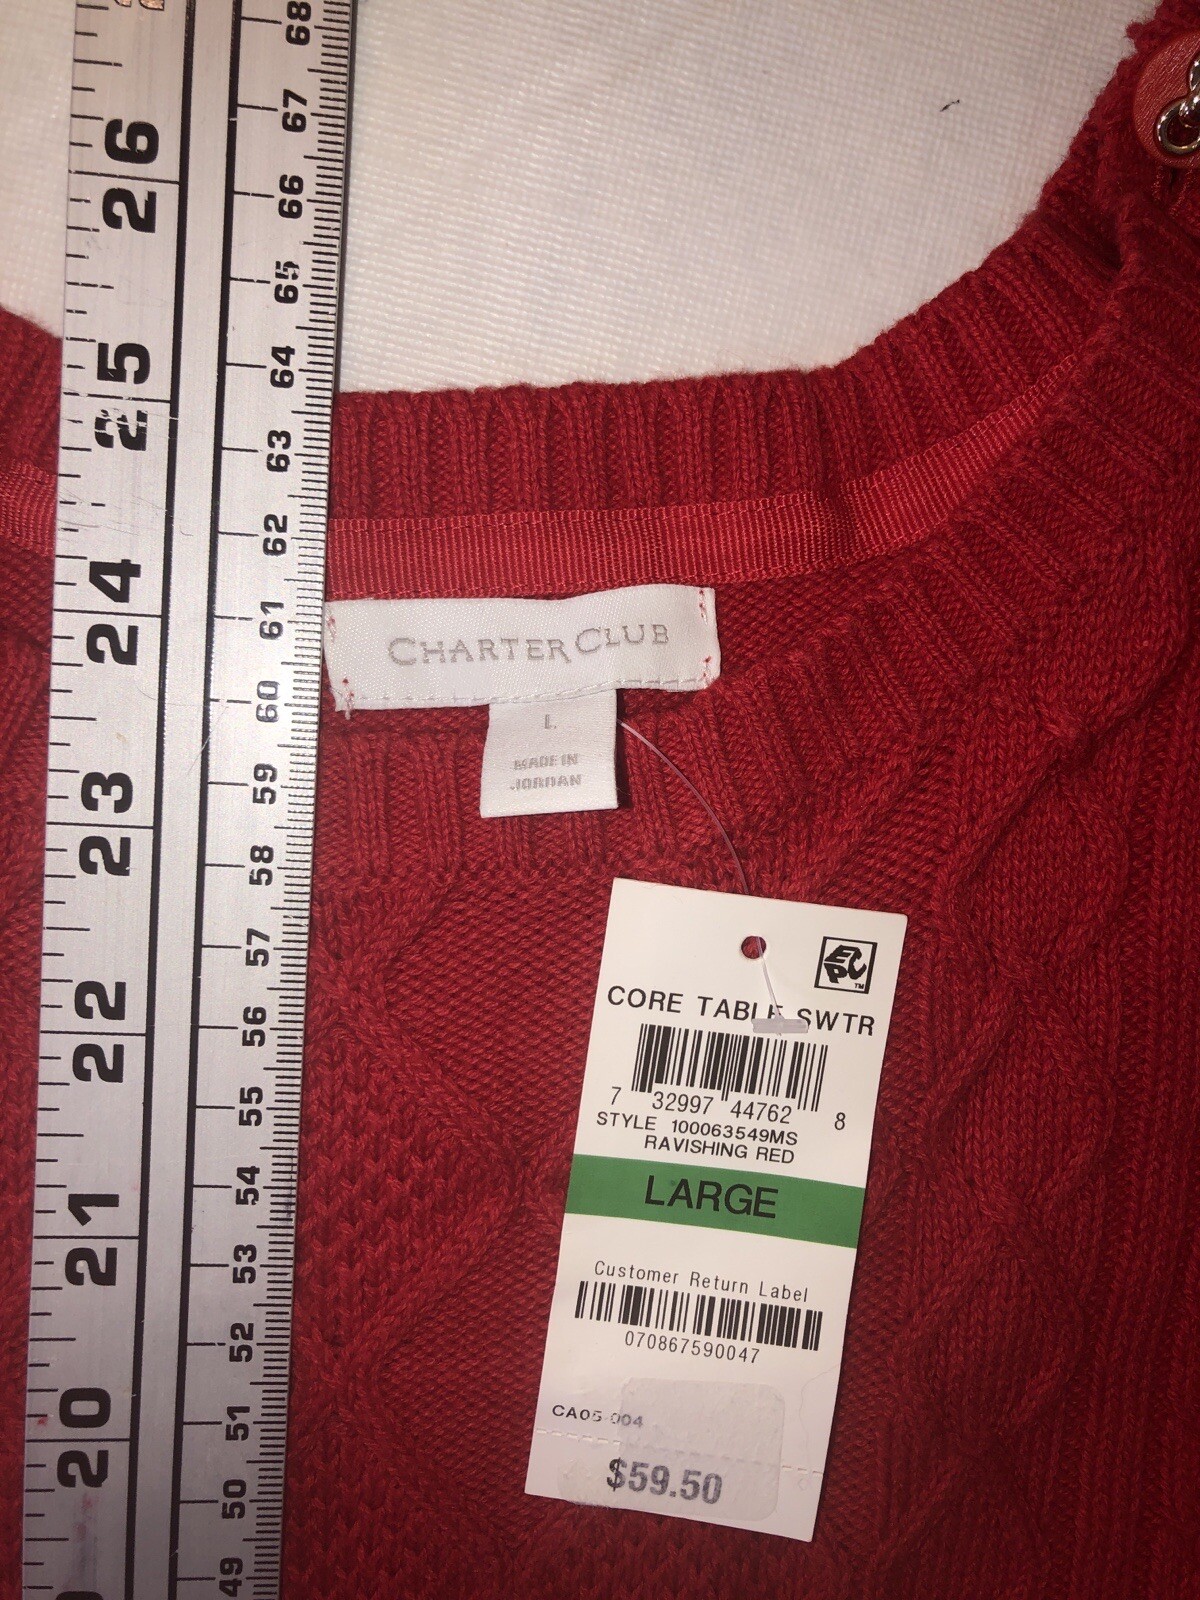 26
25
24
23
22
21
20
68
67
66
65
64
63
62
61
60
59
58
57
56
55
54
53
52
51
50
49
CHARTER CLUB
L
MADE IN
JORDAN
EPC TM
CORE TABLE SWTR
7 32997 44762 8
STYLE 100063549MS
RAVISHING RED
LARGE
Customer Return Label
070867590047
CA05-004
$59.50